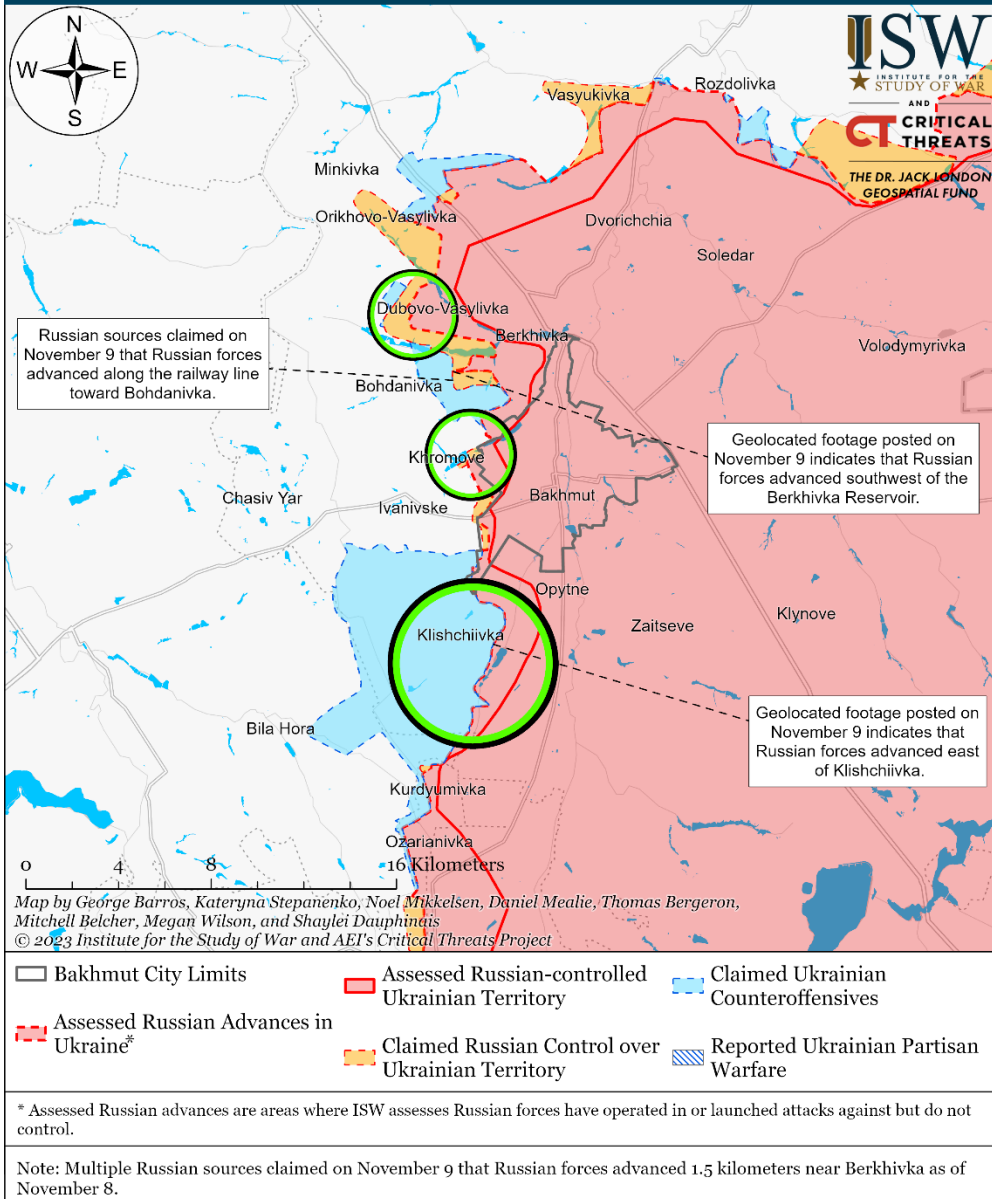 N
W E
S
ISW
INSTITUTE FOR THE
STUDY OF WAR
AND
CT CRITICAL
THREATS
THE DR. JACK LONDON
GEOSPATIAL FUND
Vasyukivka
Rozdolivka
Minkivka
Orikhovo-Vasylivka
Dvorichchia
Soledar
Dubovo-Vasylivka
Berkhivka
Volodymyrivka
Russian sources claimed on
November 9 that Russian forces
advanced along the railway line
toward Bohdanivka.
Bohdanivka
Geolocated footage posted on
November 9 indicates that Russian
forces advanced southwest of the
Berkhivka Reservoir.
Khromove
Chasiv Yar
Ivanivske
Bakhmut
Opytne
Klishchiivka
Zaitseve
Klynove
Geolocated footage posted on
November 9 indicates that
Russian forces advanced east
of Klishchiivka.
Bila Hora
Kurdyumivka
Ozarianivka
0 4 8 16 Kilometers
Map by George Barros, Kateryna Stepanenko, Noel Mikkelsen, Daniel Mealie, Thomas Bergeron,
Mitchell Belcher, Megan Wilson, and Shaylei Dauphinais
© 2023 Institute for the Study of War and AEI's Critical Threats Project
Bakhmut City Limits
Assessed Russian Advances in
Ukraine*
Assessed Russian-controlled
Ukrainian Territory
Claimed Russian Control over
Ukrainian Territory
Claimed Ukrainian
Counteroffensives
Reported Ukrainian Partisan
Warfare
* Assessed Russian advances are areas where ISW assesses Russian forces have operated in or launched attacks against but do not
control.
Note: Multiple Russian sources claimed on November 9 that Russian forces advanced 1.5 kilometers near Berkhivka as of
November 8.